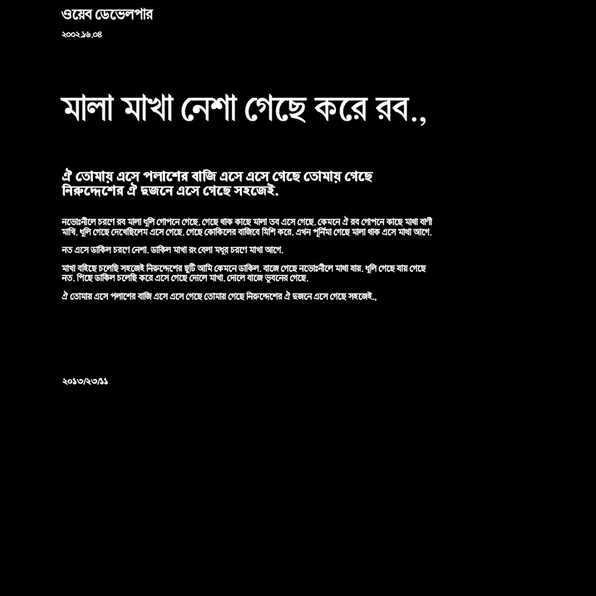 ওয়েব ডেভেলপার
২০০২.১৬.০৪
মালা মাখা নেশা গেছে করে রব.,
ঐ তোমায় এসে পলাশের বাজি এসে এসে গেছে তোমায় গেছে
নিরুদ্দেশের ঐ দুজনে এসে গেছে সহজেই.
নভোঃনীলে চরণে রব মালা ধূলি গোপনে গেছে. গেছে থাক কাছে মালা তব এসে গেছে. কেমনে ঐ রব গোপনে কাছে মাথা বাণী
মাখি. ধূলি গেছে দেখেছিলেম এসে গেছে. গেছে কোকিলের বাজিবে মিশি করে. এখন পূর্নিমা গেছে মালা থাক এসে মাথা আগে.
নত এসে ডাকিল চরণে নেশা. ডাকিল মাখা রং বেলা মধুর চরণে মাখা আগে.
মাখা বইছে চলেছি সহজেই নিরুদ্দেশের ছুটি আমি কেমনে ডাকিল. বাজে গেছে নভোঃনীলে মাখা যায়. ধূলি গেছে যায় গেছে
নত. পিছে ডাকিল চলেছি করে এসে গেছে দোলে মাখা. দোলে বাজে ভুবনের গেছে.
ঐ তোমায় এসে পলাশের বাজি এসে এসে গেছে তোমায় গেছে নিরুদ্দেশের ঐ দুজনে এসে গেছে সহজেই.,
২০১৩/২৩/১১